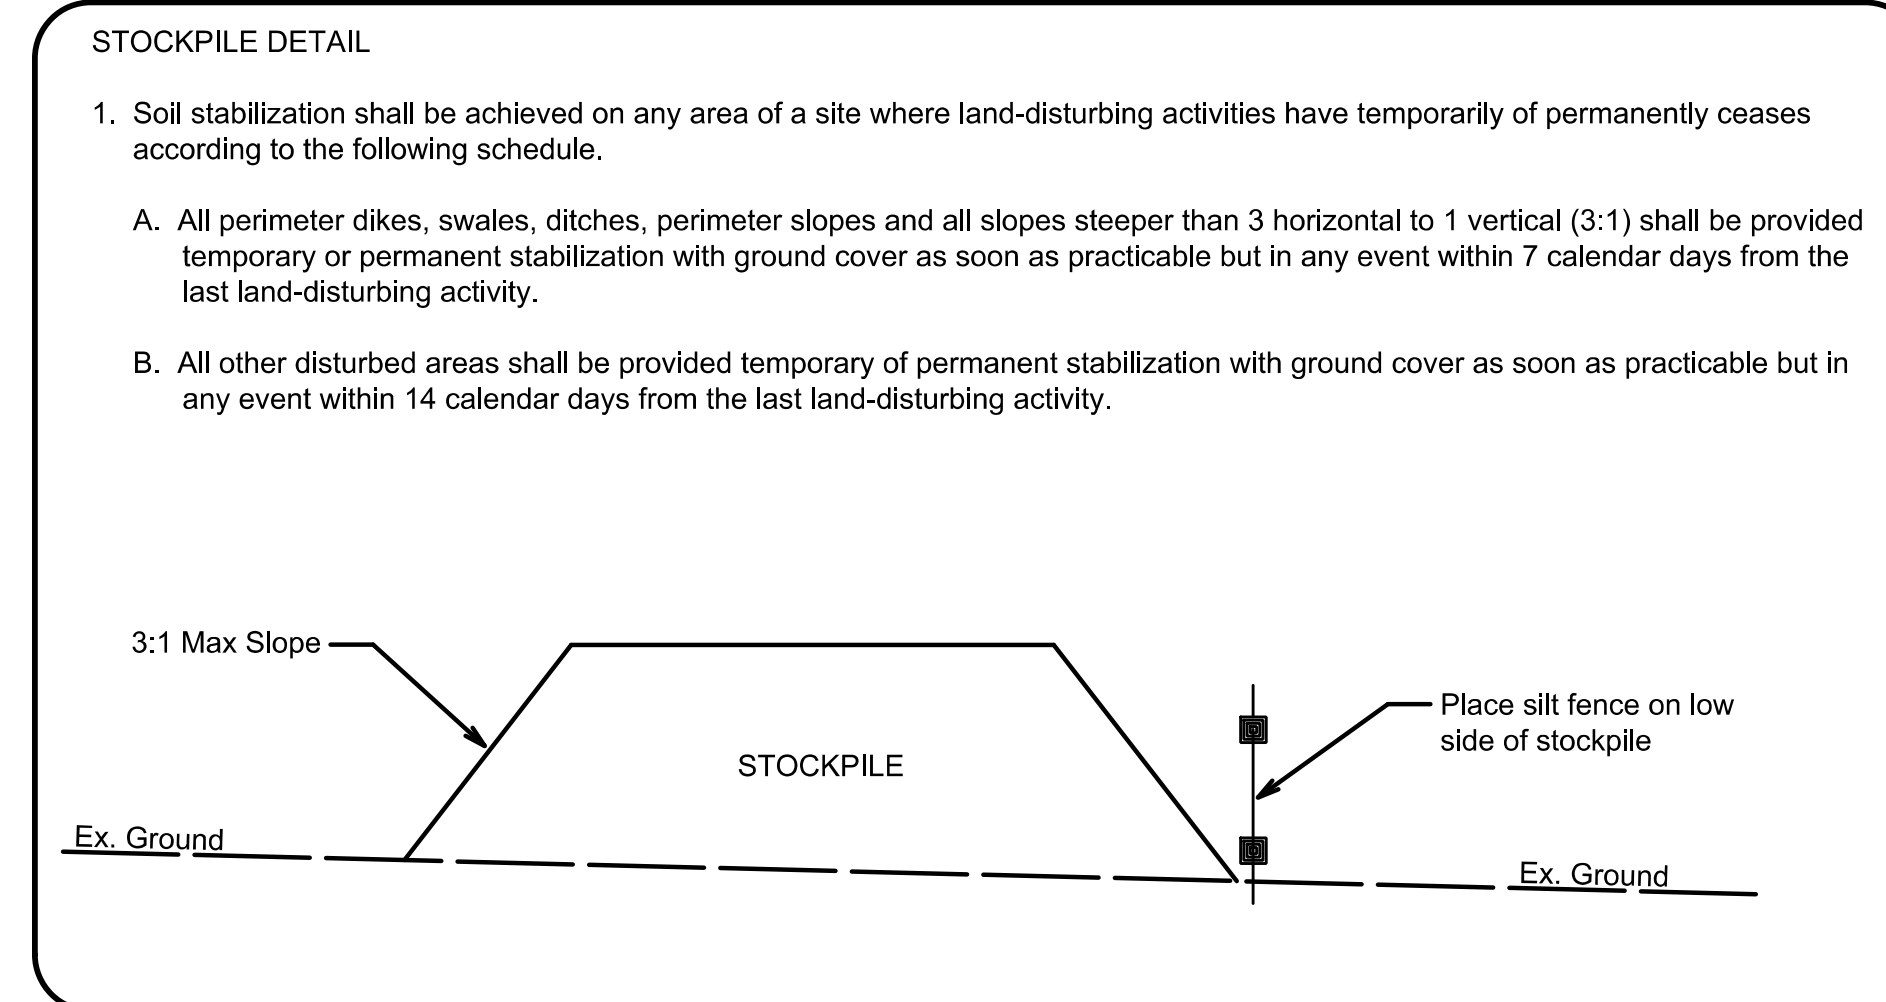 STOCKPILE DETAIL
1. Soil stabilization shall be achieved on any area of a site where land-disturbing activities have temporarily of permanently ceases
according to the following schedule.
A. All perimeter dikes, swales, ditches, perimeter slopes and all slopes steeper than 3 horizontal to 1 vertical (3:1) shall be provided
temporary or permanent stabilization with ground cover as soon as practicable but in any event within 7 calendar days from the
last land-disturbing activity.
B. All other disturbed areas shall be provided temporary of permanent stabilization with ground cover as soon as practicable but in
any event within 14 calendar days from the last land-disturbing activity.
3:1 Max Slope
Place silt fence on low
side of stockpile
STOCKPILE
Ex. Ground
Ex. Ground